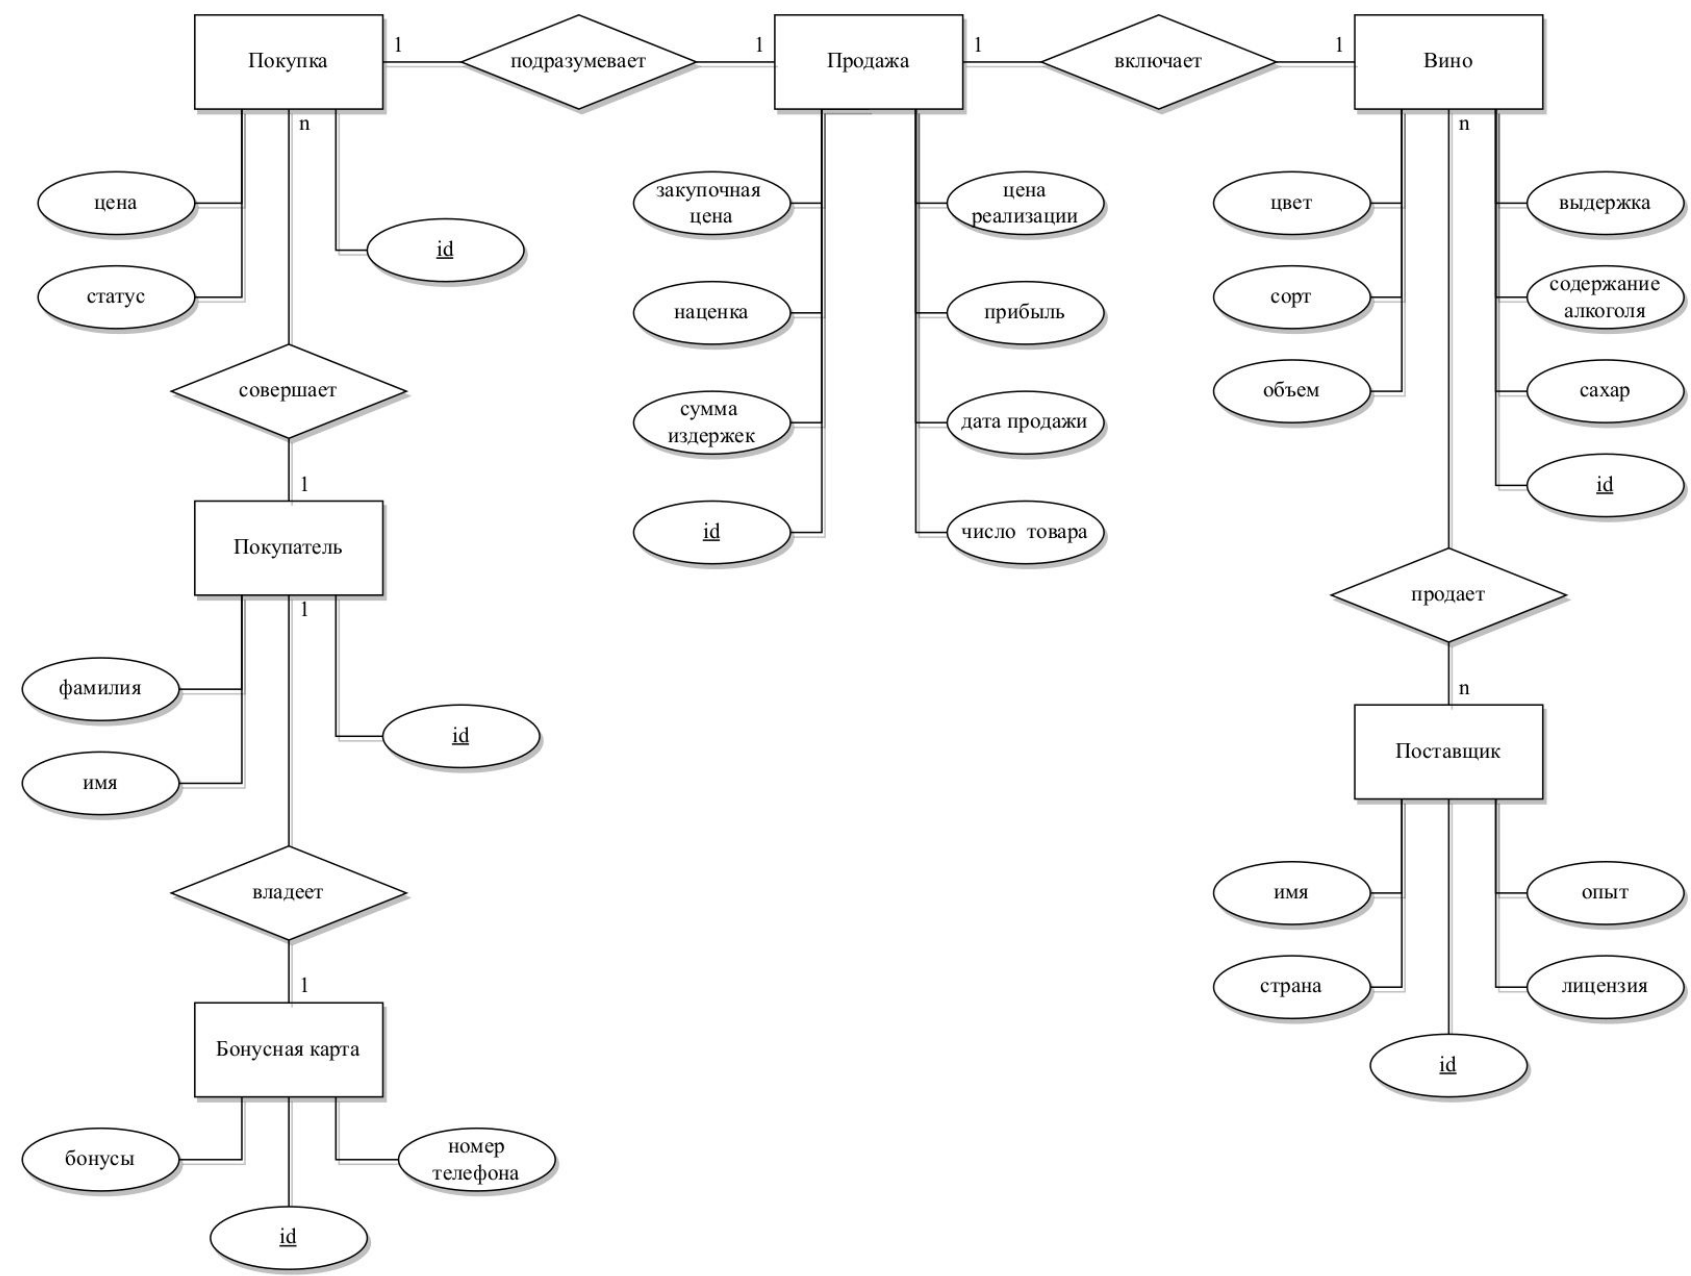 Покупка
1
подразумевает
1
Продажа
1
включает
1
Вино
n
n
цена
статус
id
закупочная
цена
цена
реализации
наценка
прибыль
сумма
издержек
дата продажи
id
число товара
цвет
выдержка
сорт
содержание
алкоголя
объем
сахар
id
совершает
1
Покупатель
1
продает
n
Поставщик
фамилия
имя
id
владеет
1
Бонусная карта
имя
опыт
страна
лицензия
id
бонусы
номер
телефона
id